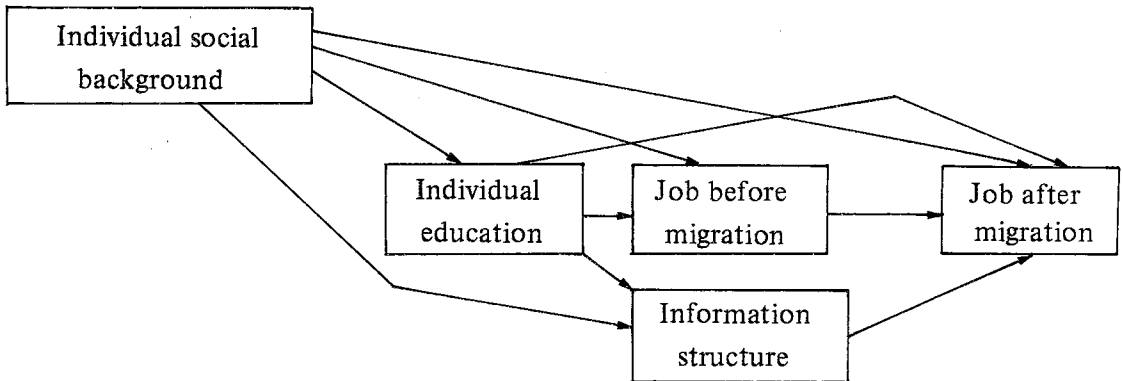 Individual social
background
Individual
education
Job before
migration
Job after
migration
Information
structure